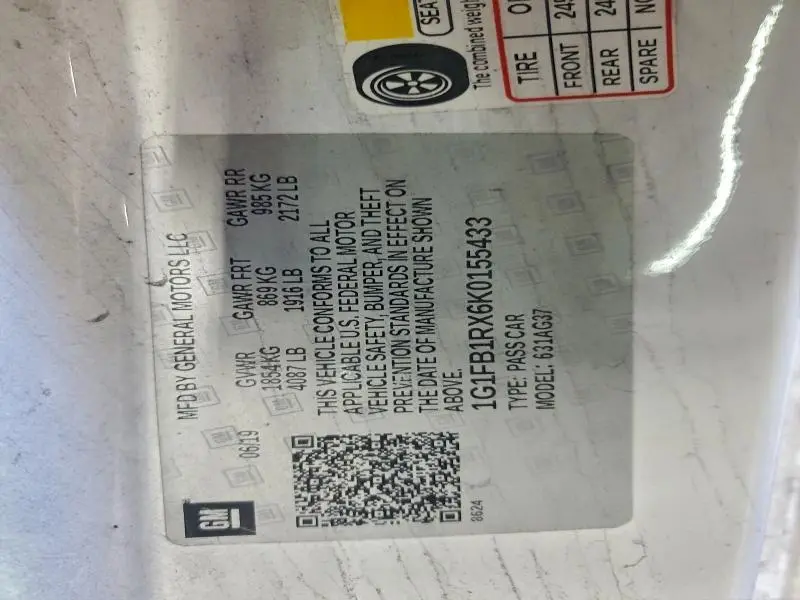 MFD BY GENERAL MOTORS LLC
06/19
GVWR GAWR FRT GAWR RR
1854KG 869 KG 985 KG
4087 LB 1916 LB 2172 LB
THIS VEHICLE CONFORMS TO ALL
APPLICABLE U.S. FEDERAL MOTOR
VEHICLE SAFETY, BUMPER, AND THEFT
PREVENTION STANDARDS IN EFFECT ON
THE DATE OF MANUFACTURE SHOWN
ABOVE.
1G1FB1RX6K0155433
TYPE: PASS CAR
MODEL: 631AG37
GM
8624
SEAT
The combined
TIRE
FRONT
REAR
SPARE